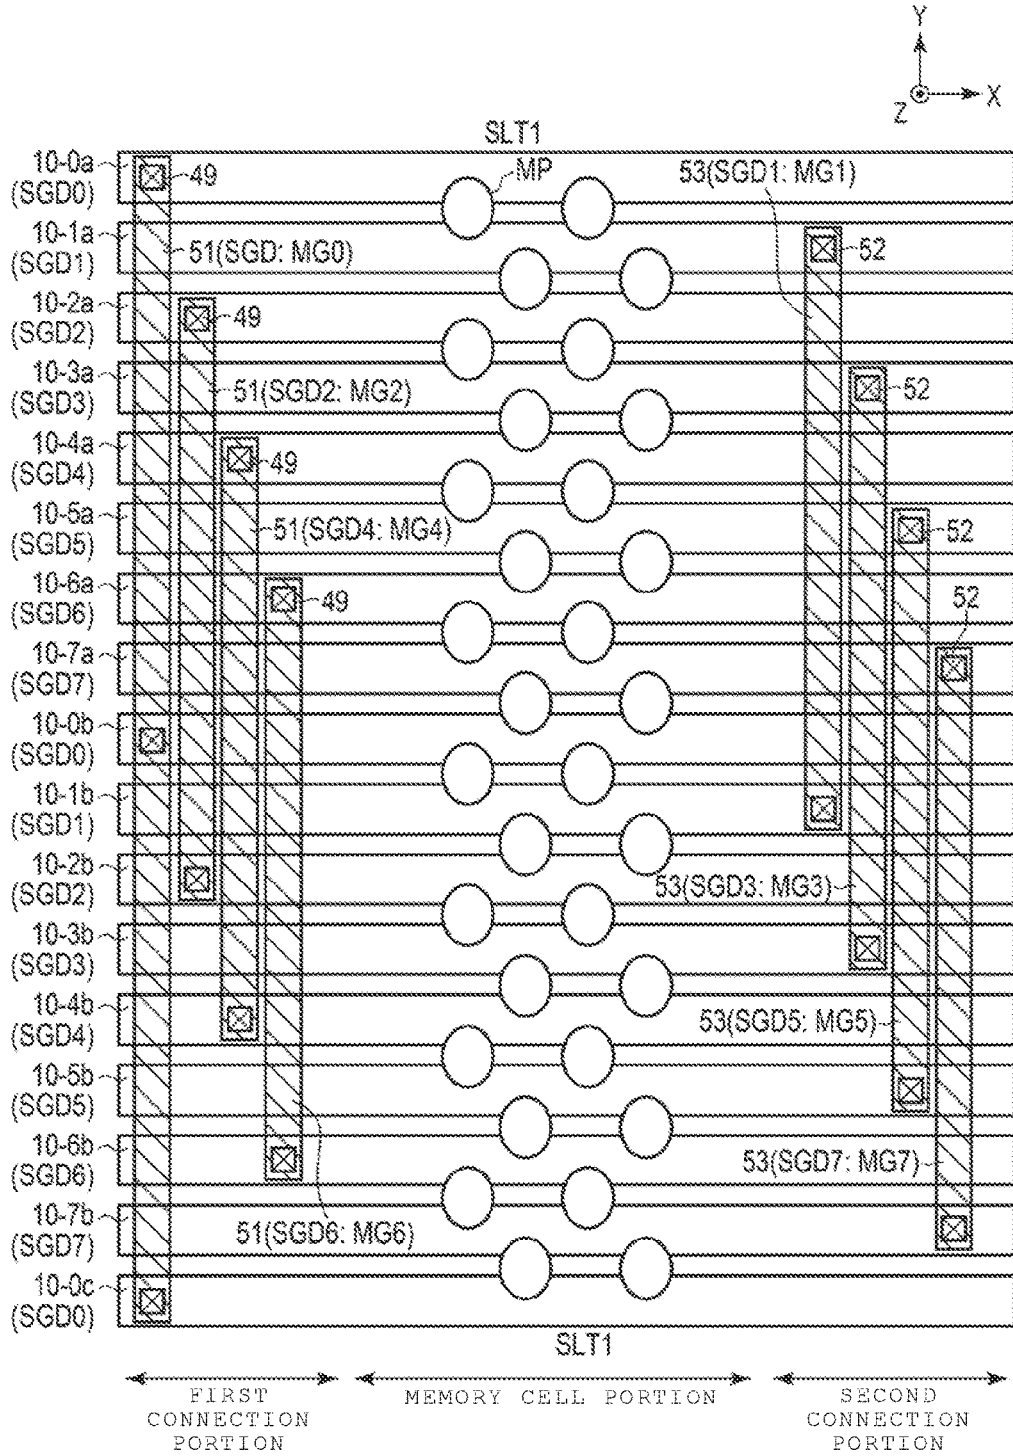 Y
X
Z
SLT1
10-0a
(SGD0)
49
MP
53(SGD1: MG1)
10-1a
(SGD1)
51(SGD: MG0)
52
10-2a
(SGD2)
49
10-3a
(SGD3)
51(SGD2: MG2)
52
10-4a
(SGD4)
49
10-5a
(SGD5)
51(SGD4: MG4)
52
10-6a
(SGD6)
49
52
10-7a
(SGD7)
10-0b
(SGD0)
10-1b
(SGD1)
10-2b
(SGD2)
53(SGD3: MG3)
10-3b
(SGD3)
10-4b
(SGD4)
53(SGD5: MG5)
10-5b
(SGD5)
10-6b
(SGD6)
53(SGD7: MG7)
10-7b
(SGD7)
51(SGD6: MG6)
10-0c
(SGD0)
SLT1
FIRST
CONNECTION
PORTION
MEMORY CELL PORTION
SECOND
CONNECTION
PORTION